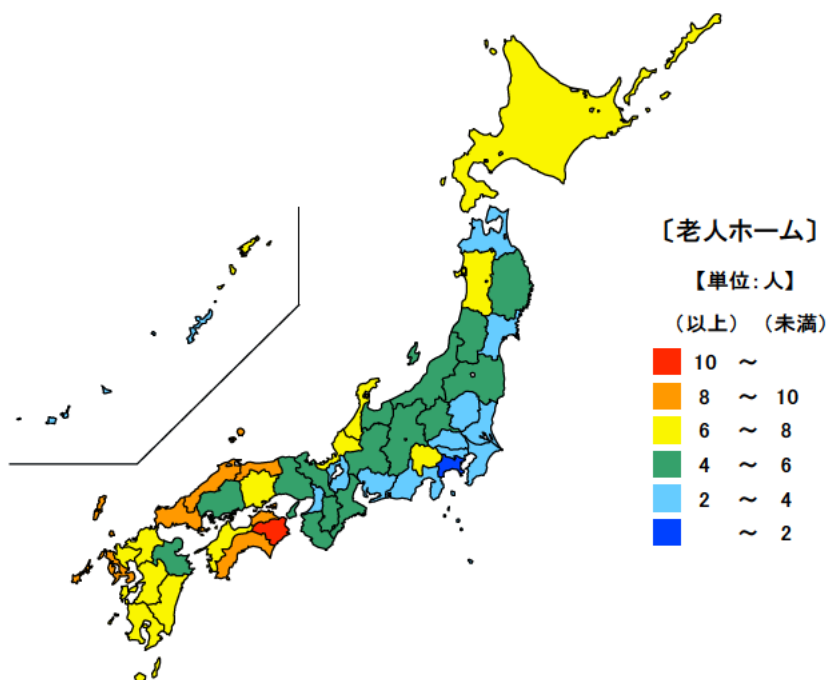 〔老人ホーム〕
【単位：人】
（以上）（未満）
10 ～
8 ～ 10
6 ～ 8
4 ～ 6
2 ～ 4
～ 2